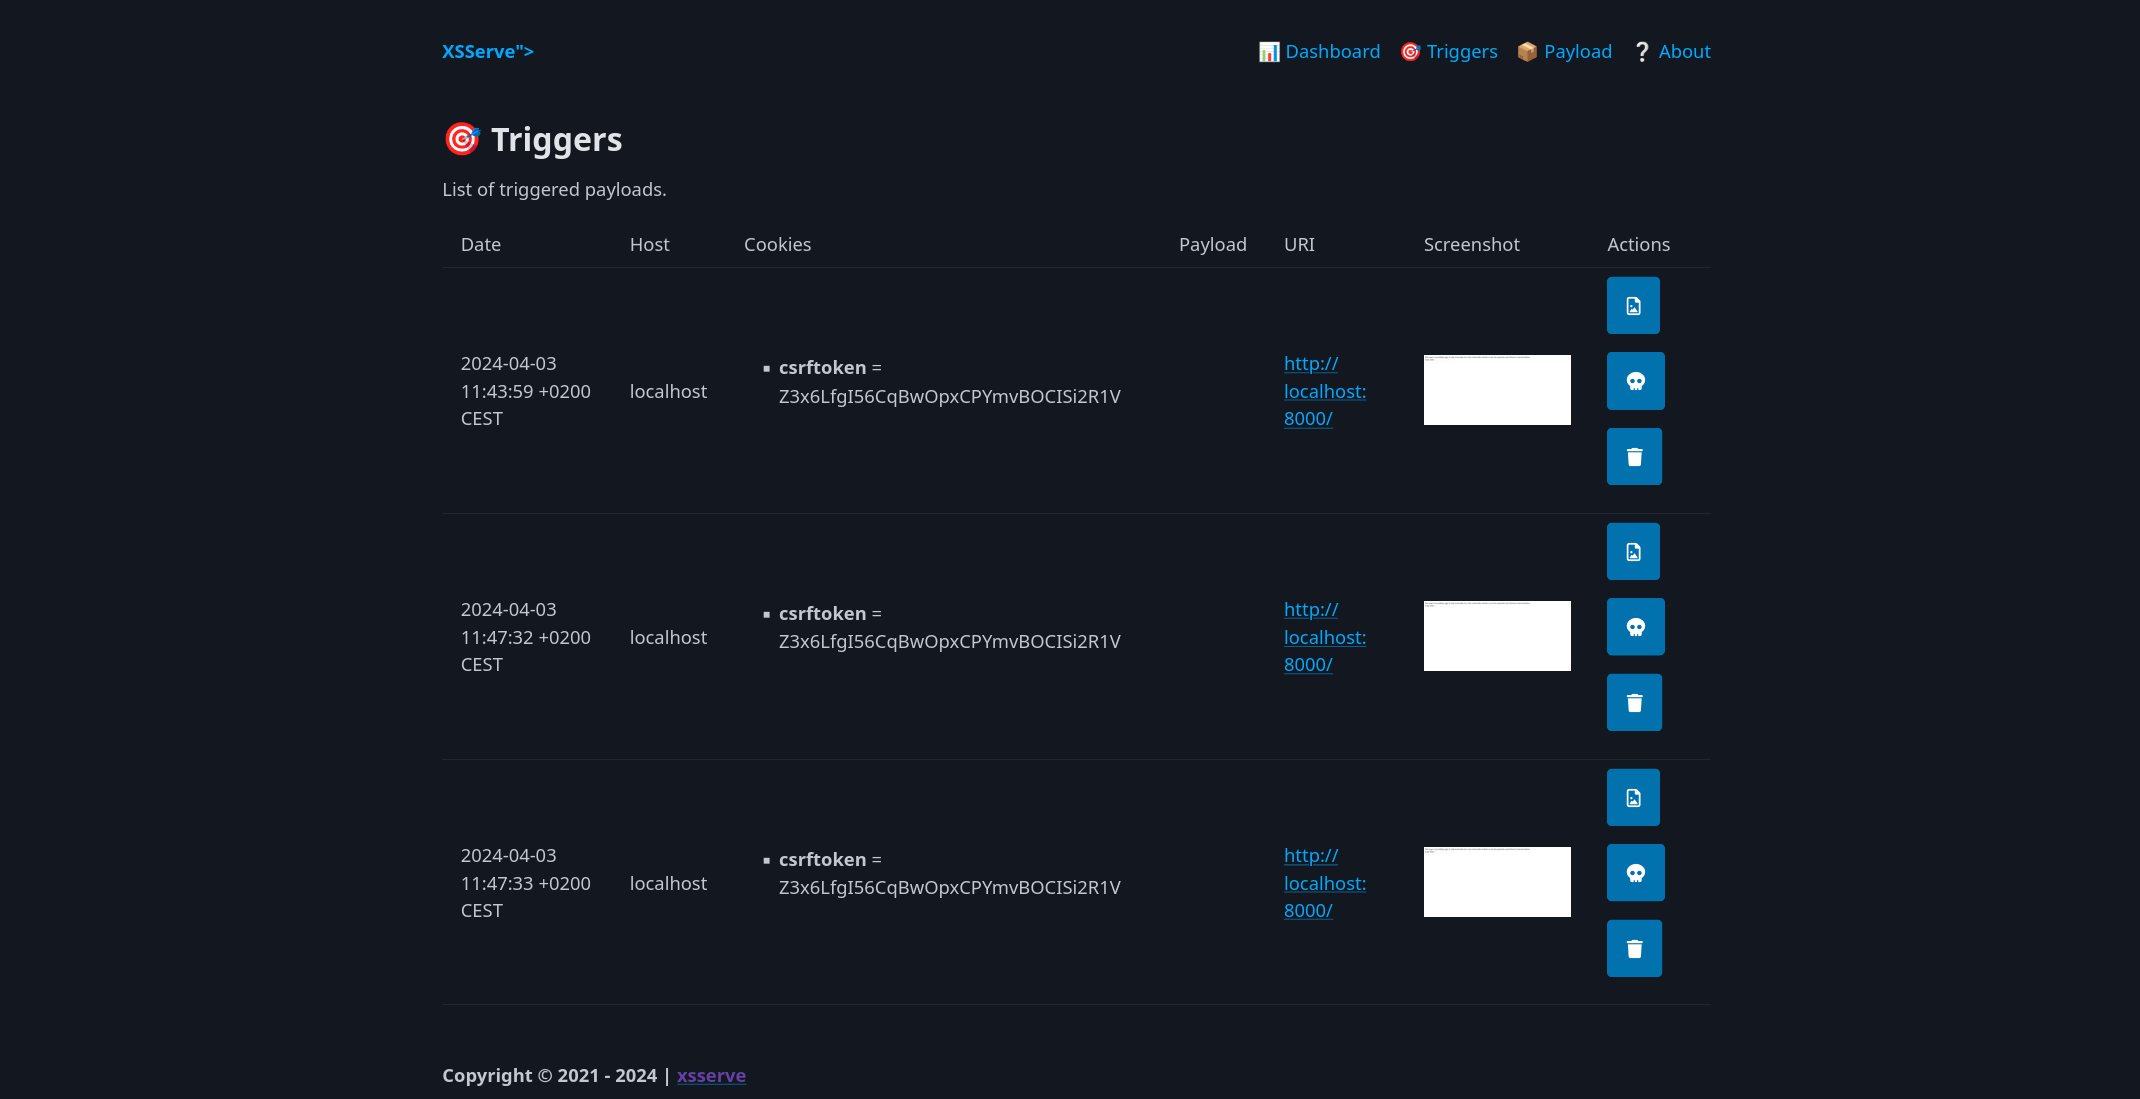 XSServe">
📊 Dashboard 🎯 Triggers 📦 Payload ❔ About
🎯 Triggers
List of triggered payloads.
Date Host Cookies Payload URI Screenshot Actions
2024-04-03
11:43:59 +0200
CEST
localhost
▪ csrftoken =
Z3x6LfgI56CqBwOpxCPYmvBOCISi2R1V
http://
localhost:
8000/
2024-04-03
11:47:32 +0200
CEST
localhost
▪ csrftoken =
Z3x6LfgI56CqBwOpxCPYmvBOCISi2R1V
http://
localhost:
8000/
2024-04-03
11:47:33 +0200
CEST
localhost
▪ csrftoken =
Z3x6LfgI56CqBwOpxCPYmvBOCISi2R1V
http://
localhost:
8000/
Copyright © 2021 - 2024 | xsserve